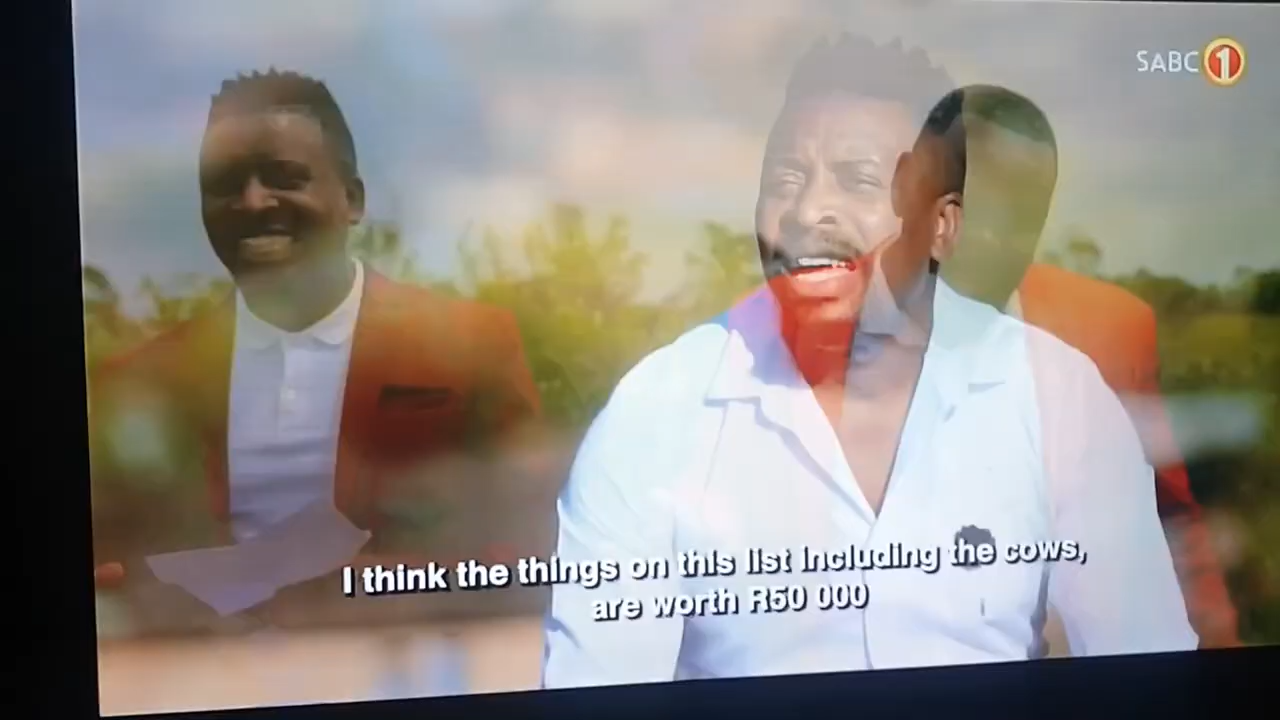 SABC 1
I think the things on this list including the cows,
are worth R50 000